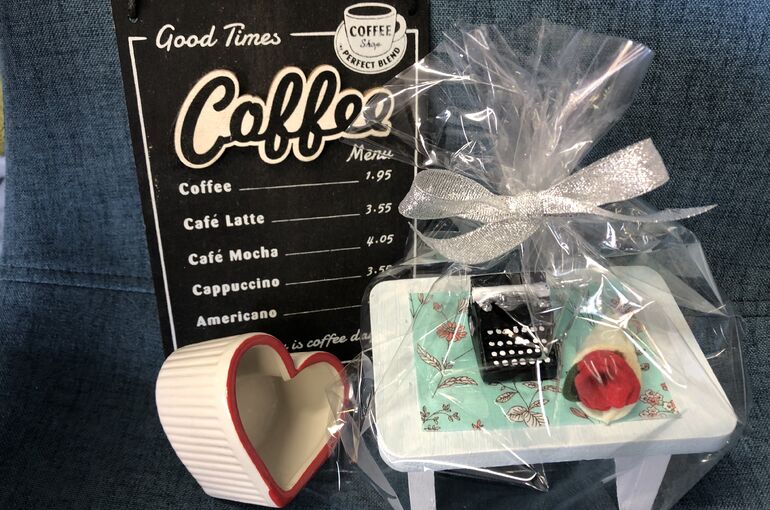 Good Times
COFFEE
Shop
PERFECT BLEND
Coffee
Menu
Coffee 1.95
Café Latte 3.55
Café Mocha 4.05
Cappuccino
Americano
is coffee